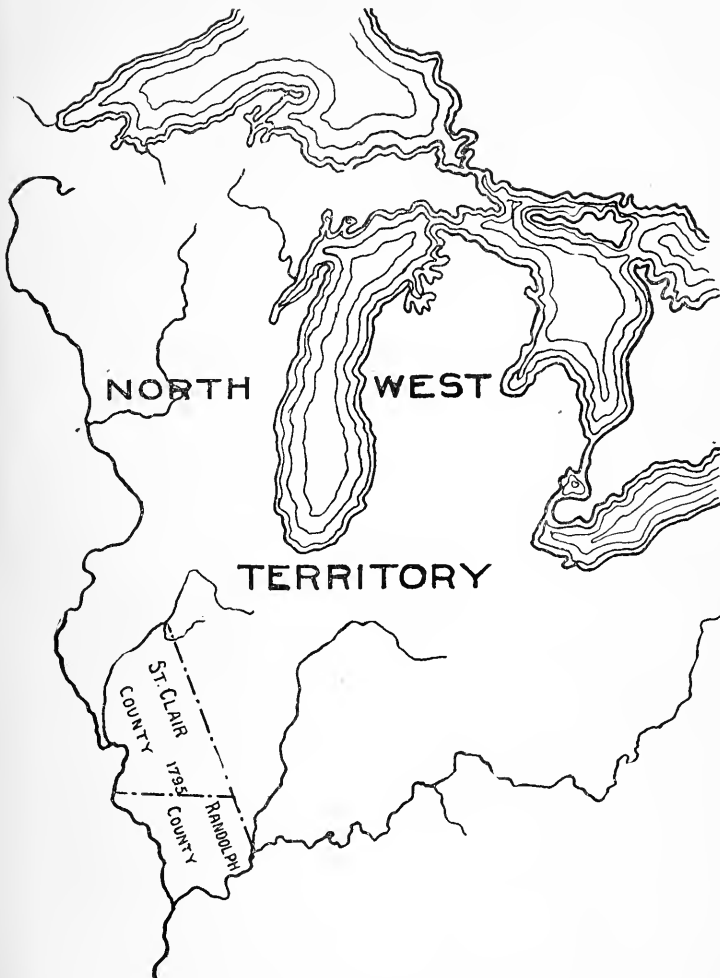 NORTH WEST
TERRITORY
ST. CLAIR
COUNTY 1795
RANDOLPH
COUNTY